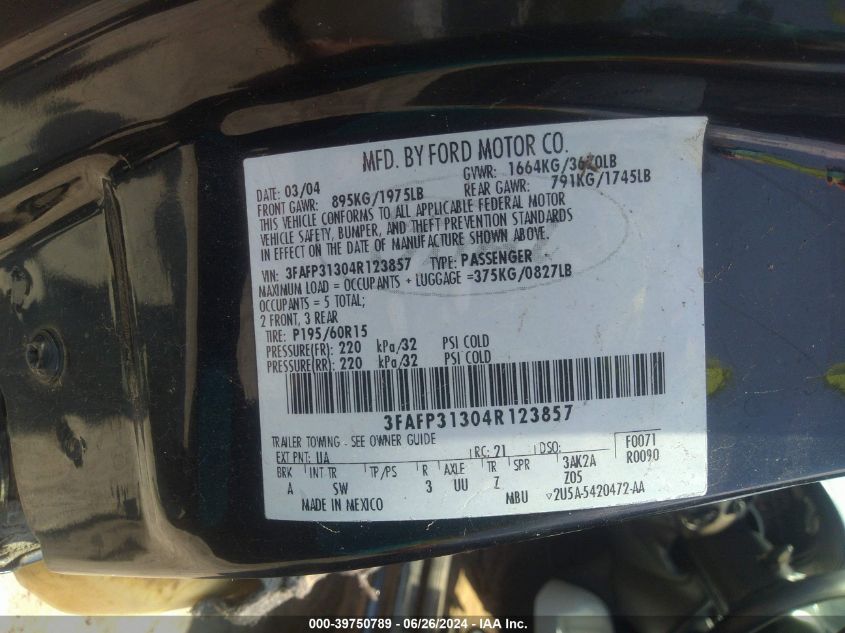 MFD. BY FORD MOTOR CO.
DATE: 03/04 GVWR: 1664KG/3670LB
FRONT GAWR: 895KG/1975LB REAR GAWR: 791KG/1745LB
THIS VEHICLE CONFORMS TO ALL APPLICABLE FEDERAL MOTOR
VEHICLE SAFETY, BUMPER, AND THEFT PREVENTION STANDARDS
IN EFFECT ON THE DATE OF MANUFACTURE SHOWN ABOVE.
VIN: 3FAFP31304R123857 TYPE: PASSENGER
MAXIMUM LOAD = OCCUPANTS + LUGGAGE =375KG/0827LB
OCCUPANTS = 5 TOTAL;
2 FRONT, 3 REAR
TIRE: P195/60R15
PRESSURE(FR): 220 kPa/32 PSI COLD
PRESSURE(RR): 220 kPa/32 PSI COLD
3FAFP31304R123857
TRAILER TOWING - SEE OWNER GUIDE
EXT PNT: UA RC: 21 DSO: F0071
R0090
BRK INT TR TP/PS R AXLE TR SPR 3AK2A
A SW 3 UU Z Z05
MADE IN MEXICO MBU ▽2U5A-5420472-AA
000-39750789 - 06/26/2024 - IAA Inc.